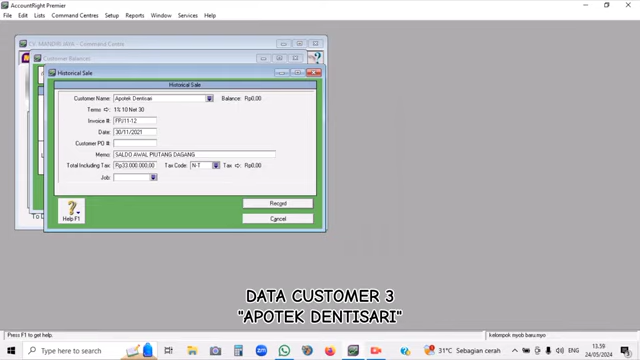 AccountRight Premier
File Edit Lists Command Centres Setup Reports Window Services Help
CV. MANDIRI JAYA - Command Centre
Customer Balances
Historical Sale
Historical Sale
Customer Name: Apotek Dentisari Balance: Rp0,00
Terms: 1% 10 Net 30
Invoice #: FPJ11-12
Date: 30/11/2021
Customer PO #:
Memo: SALDO AWAL PIUTANG DAGANG
Total Including Tax: Rp33.000.000,00 Tax Code: N-T Tax Rp0,00
Job:
Help F1
Record
Cancel
To D
DATA CUSTOMER 3
"APOTEK DENTISARI"
Press F1 to get help. kelompok myob baru.myo
Type here to search 31°C Sebagian cerah 13.59
24/05/2024